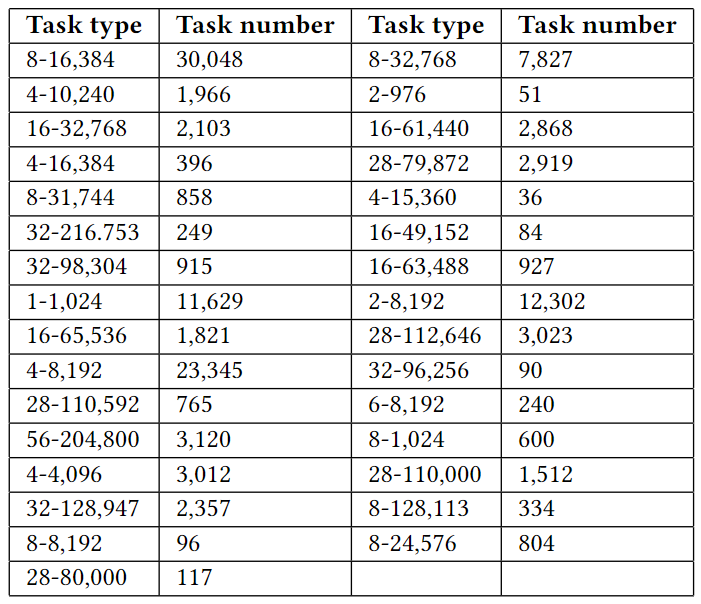 Task type Task number Task type Task number
8-16,384 30,048 8-32,768 7,827
4-10,240 1,966 2-976 51
16-32,768 2,103 16-61,440 2,868
4-16,384 396 28-79,872 2,919
8-31,744 858 4-15,360 36
32-216.753 249 16-49,152 84
32-98,304 915 16-63,488 927
1-1,024 11,629 2-8,192 12,302
16-65,536 1,821 28-112,646 3,023
4-8,192 23,345 32-96,256 90
28-110,592 765 6-8,192 240
56-204,800 3,120 8-1,024 600
4-4,096 3,012 28-110,000 1,512
32-128,947 2,357 8-128,113 334
8-8,192 96 8-24,576 804
28-80,000 117